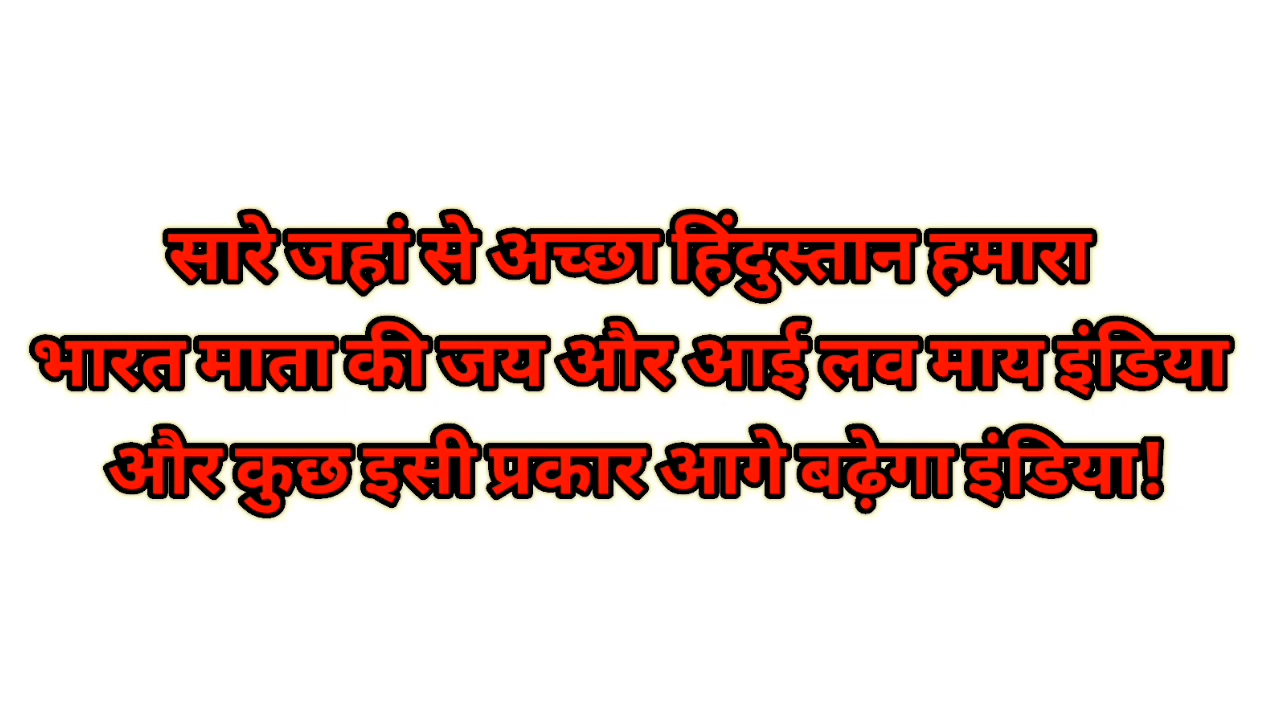 सारे जहां से अच्छा हिंदुस्तान हमारा
भारत माता की जय और आई लव माय इंडिया
और कुछ इसी प्रकार आगे बढ़ेगा इंडिया!